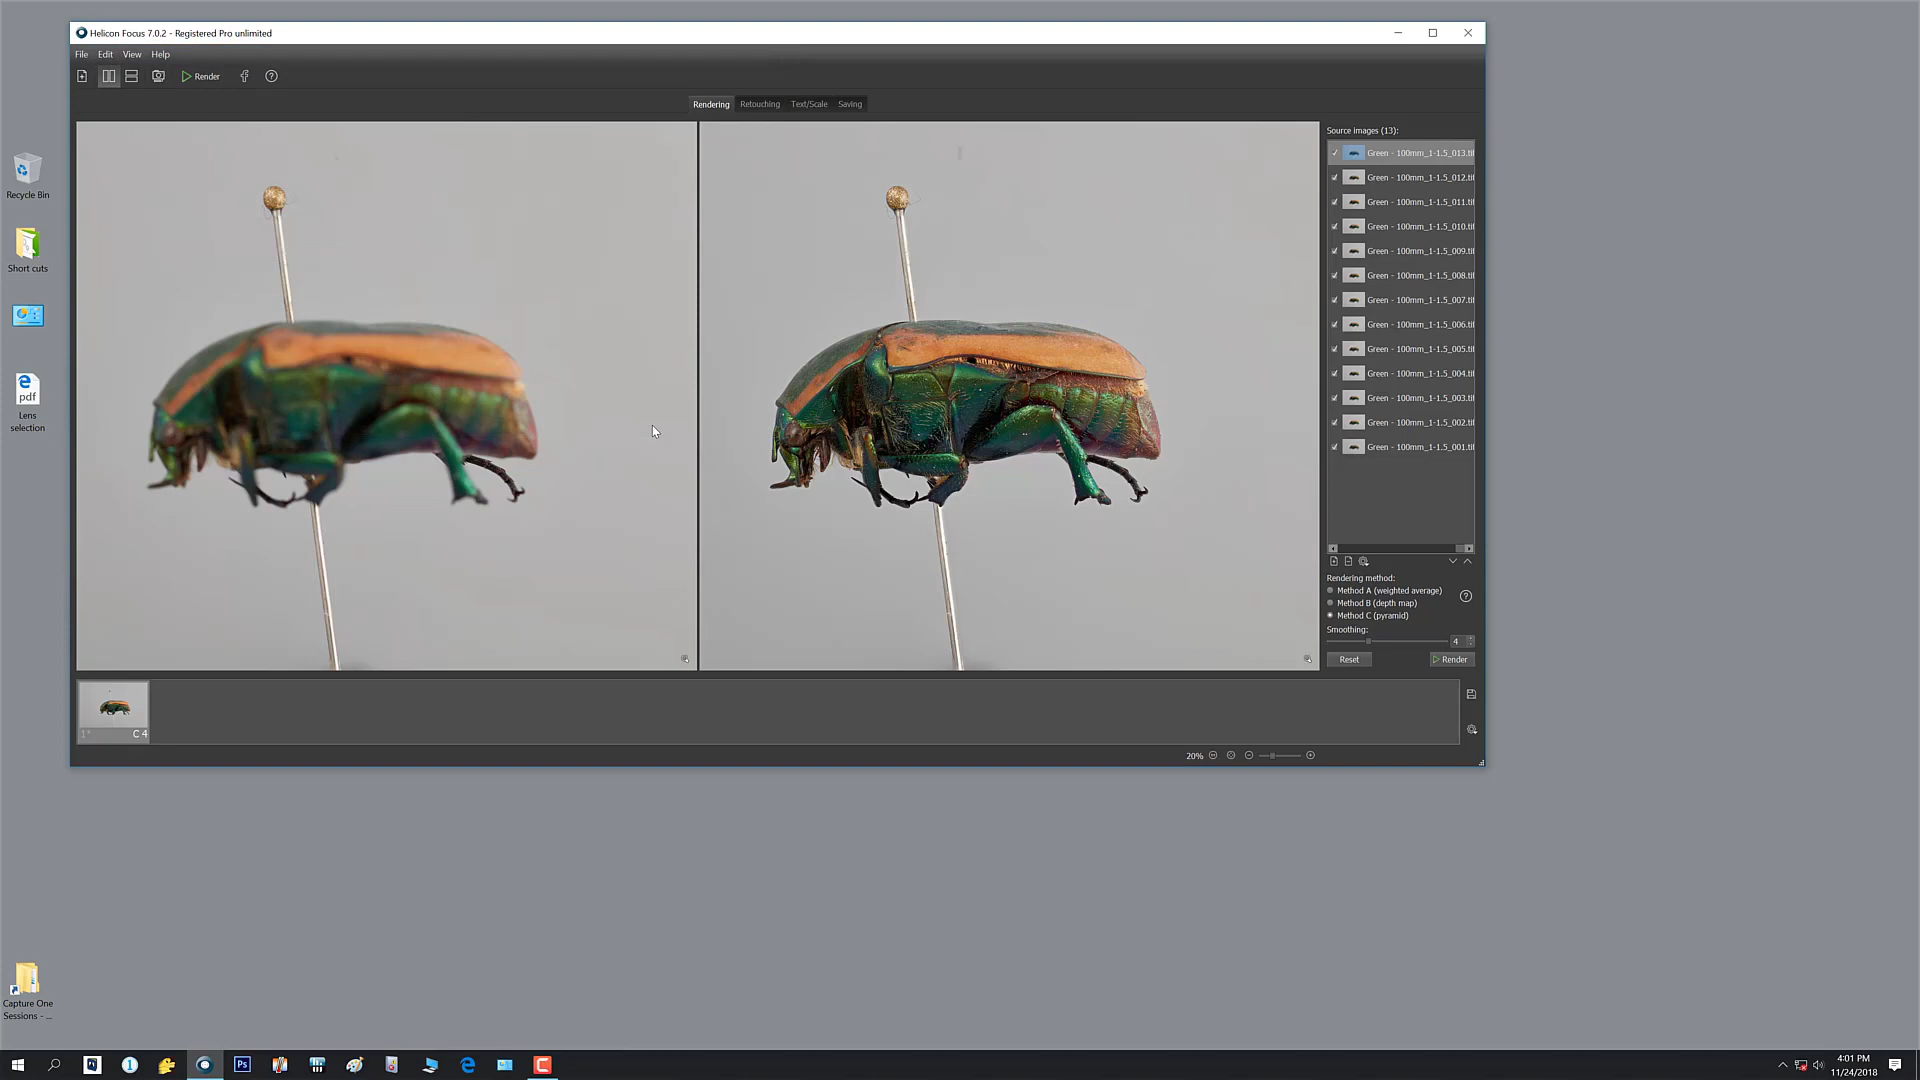 Helicon Focus 7.0.2 - Registered Pro unlimited
File Edit View Help
Render
Rendering Retouching Text/Scale Saving
Source images (13):
Green - 100mm_1-1.5_013.tif
Green - 100mm_1-1.5_012.tif
Green - 100mm_1-1.5_011.tif
Green - 100mm_1-1.5_010.tif
Green - 100mm_1-1.5_009.tif
Green - 100mm_1-1.5_008.tif
Green - 100mm_1-1.5_007.tif
Green - 100mm_1-1.5_006.tif
Green - 100mm_1-1.5_005.tif
Green - 100mm_1-1.5_004.tif
Green - 100mm_1-1.5_003.tif
Green - 100mm_1-1.5_002.tif
Green - 100mm_1-1.5_001.tif
Rendering method:
Method A (weighted average)
Method B (depth map)
Method C (pyramid)
Smoothing:
4
Reset Render
1* C 4
20%
Recycle Bin
Short cuts
pdf
Lens
selection
Capture One
Sessions - ...
Ps
4:01 PM
11/24/2018